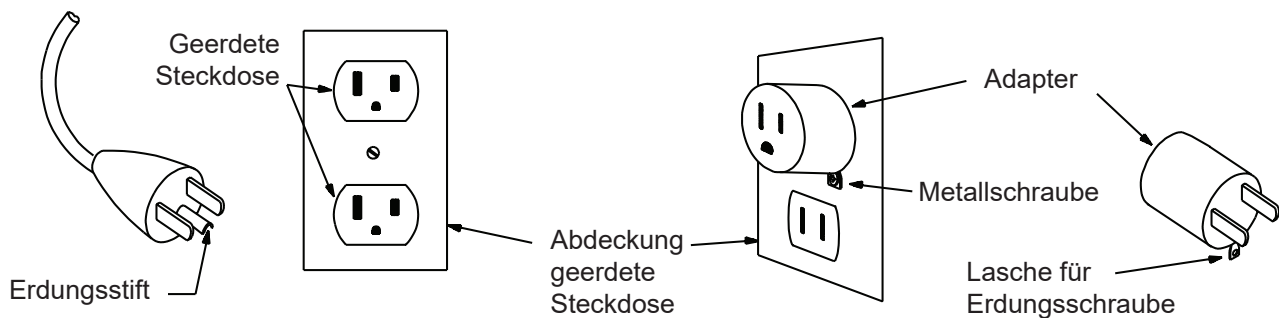 Geerdete
Steckdose
Adapter
Metallschraube
Abdeckung
geerdete
Steckdose
Lasche für
Erdungsschraube
Erdungsstift